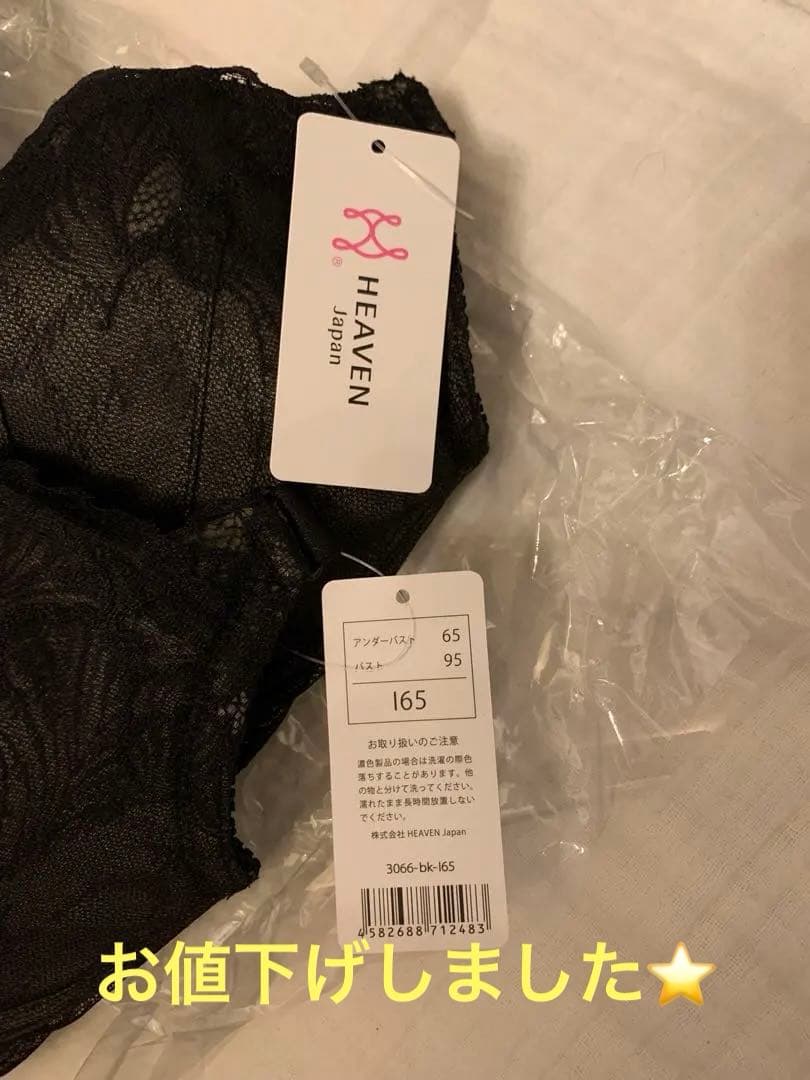 HEAVEN
Japan
®
アンダーバスト 65
バスト 95
I65
お取り扱いのご注意
濃色製品の場合は洗濯の際色
落ちすることがあります。他
の物と分けて洗ってください。
濡れたまま長時間放置しない
でください。
株式会社 HEAVEN Japan
3066-bk-I65
4 582688 712483
お値下げしました⭐